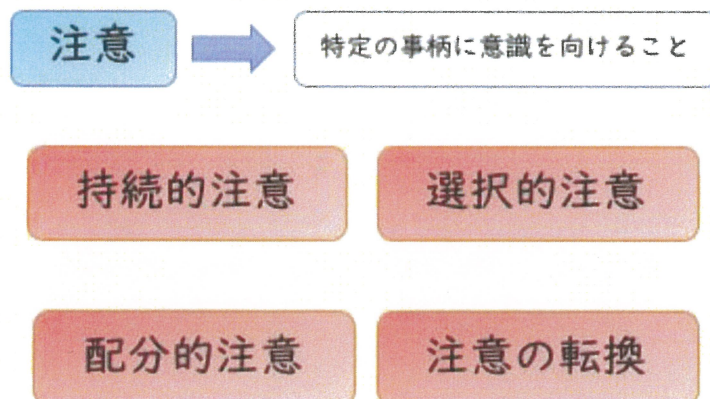 注意
特定の事柄に意識を向けること
持続的注意
選択的注意
配分的注意
注意の転換